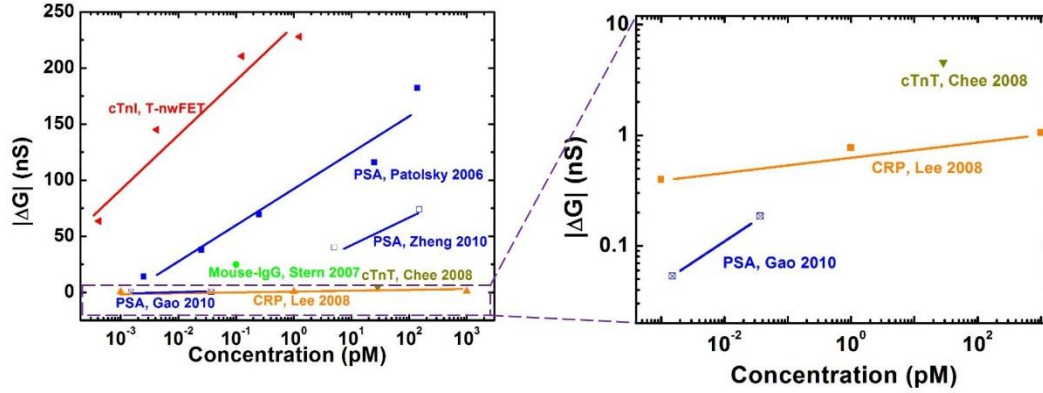 250
200
150
100
50
0
|ΔG| (nS)
cTnI, T-nwFET
PSA, Patolsky 2006
PSA, Zheng 2010
Mouse-IgG, Stern 2007
cTnT, Chee 2008
PSA, Gao 2010
CRP, Lee 2008
10⁻³ 10⁻² 10⁻¹ 10⁰ 10¹ 10² 10³
Concentration (pM)
10
1
0.1
|ΔG| (nS)
cTnT, Chee 2008
CRP, Lee 2008
PSA, Gao 2010
10⁻² 10⁰ 10²
Concentration (pM)